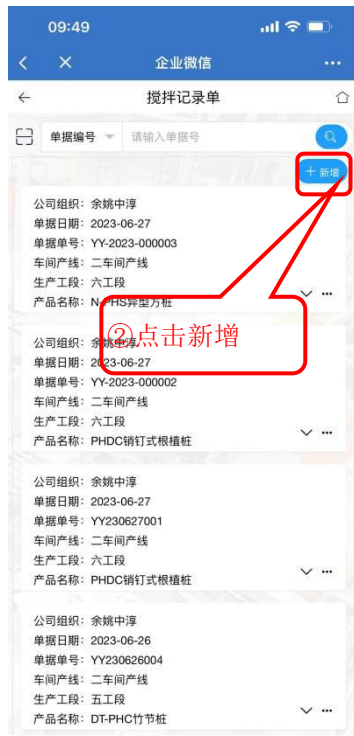 09:49
企业微信
搅拌记录单
单据编号 请输入单据号
+ 新增
公司组织：余姚中淳
单据日期：2023-06-27
单据单号：YY-2023-000003
车间产线：二车间产线
生产工段：六工段
产品名称：N-PHS异型方桩
②点击新增
公司组织：余姚中淳
单据日期：2023-06-27
单据单号：YY-2023-000002
车间产线：二车间产线
生产工段：六工段
产品名称：PHDC销钉式根植桩
公司组织：余姚中淳
单据日期：2023-06-27
单据单号：YY230627001
车间产线：二车间产线
生产工段：六工段
产品名称：PHDC销钉式根植桩
公司组织：余姚中淳
单据日期：2023-06-26
单据单号：YY230626004
车间产线：二车间产线
生产工段：五工段
产品名称：DT-PHC竹节桩